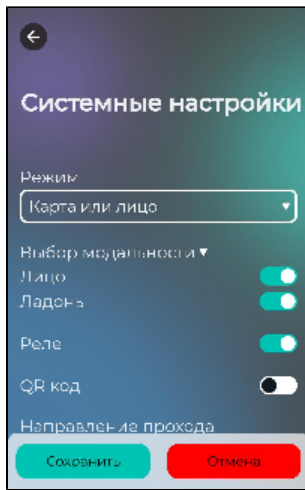 Системные настройки
Режим
Карта или лицо
Выбор модальности ▼
Лицо
Ладонь
Реле
QR код
Направление прохода
Сохранить
Отмена